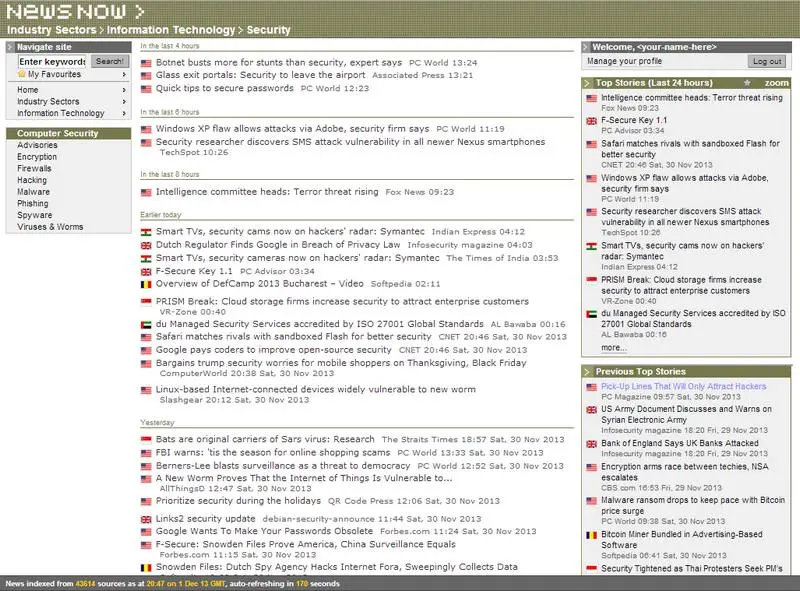 NEWS NOW >
Industry Sectors > Information Technology > Security
Navigate site
Enter keywords
Search!
My Favourites
Home
Industry Sectors
Information Technology
Computer Security
Advisories
Encryption
Firewalls
Hacking
Malware
Phishing
Spyware
Viruses & Worms
In the last 4 hours
Botnet busts more for stunts than security, expert says PC World 13:24
Glass exit portals: Security to leave the airport Associated Press 13:21
Quick tips to secure passwords PC World 12:23
In the last 6 hours
Windows XP flaw allows attacks via Adobe, security firm says PC World 11:19
Security researcher discovers SMS attack vulnerability in all newer Nexus smartphones
TechSpot 10:26
In the last 8 hours
Intelligence committee heads: Terror threat rising Fox News 09:23
Earlier today
Smart TVs, security cams now on hackers' radar: Symantec Indian Express 04:12
Dutch Regulator Finds Google in Breach of Privacy Law Infosecurity magazine 04:03
Smart TVs, security cameras now on hackers' radar: Symantec The Times of India 03:53
F-Secure Key 1.1 PC Advisor 03:34
Overview of DefCamp 2013 Bucharest – Video Softpedia 02:11
PRISM Break: Cloud storage firms increase security to attract enterprise customers
VR-Zone 00:40
du Managed Security Services accredited by ISO 27001 Global Standards AL Bawaba 00:16
Safari matches rivals with sandboxed Flash for better security CNET 20:46 Sat, 30 Nov 2013
Google pays coders to improve open-source security CNET 20:46 Sat, 30 Nov 2013
Bargains trump security worries for mobile shoppers on Thanksgiving, Black Friday
ComputerWorld 20:38 Sat, 30 Nov 2013
Linux-based Internet-connected devices widely vulnerable to new worm
Slashgear 20:12 Sat, 30 Nov 2013
Yesterday
Bats are original carriers of Sars virus: Research The Straits Times 18:57 Sat, 30 Nov 2013
FBI warns: 'tis the season for online shopping scams PC World 13:33 Sat, 30 Nov 2013
Berners-Lee blasts surveillance as a threat to democracy PC World 12:52 Sat, 30 Nov 2013
A New Worm Proves That the Internet of Things Is Vulnerable to...
AllThingsD 12:47 Sat, 30 Nov 2013
Prioritize security during the holidays QR Code Press 12:06 Sat, 30 Nov 2013
Links2 security update debian-security-announce 11:44 Sat, 30 Nov 2013
Google Wants To Make Your Passwords Obsolete Forbes.com 11:24 Sat, 30 Nov 2013
F-Secure: Snowden Files Prove America, China Surveillance Equals
Forbes.com 11:15 Sat, 30 Nov 2013
Snowden Files: Dutch Spy Agency Hacks Internet Fora, Sweepingly Collects Data
Welcome, <your-name-here>
Manage your profile
Log out
Top Stories (Last 24 hours)
zoom
Intelligence committee heads: Terror threat rising
Fox News 09:23
F-Secure Key 1.1
PC Advisor 03:34
Safari matches rivals with sandboxed Flash for
better security
CNET 20:46 Sat, 30 Nov 2013
Windows XP flaw allows attacks via Adobe,
security firm says
PC World 11:19
Security researcher discovers SMS attack
vulnerability in all newer Nexus smartphones
TechSpot 10:26
Smart TVs, security cams now on hackers'
radar: Symantec
Indian Express 04:12
PRISM Break: Cloud storage firms increase
security to attract enterprise customers
VR-Zone 00:40
du Managed Security Services accredited by ISO
27001 Global Standards
AL Bawaba 00:16
more...
Previous Top Stories
Pick-Up Lines That Will Only Attract Hackers
PC Magazine 09:57 Sat, 30 Nov 2013
US Army Document Discusses and Warns on
Syrian Electronic Army
Infosecurity magazine 18:20 Fri, 29 Nov 2013
Bank of England Says UK Banks Attacked
Infosecurity magazine 18:20 Fri, 29 Nov 2013
Encryption arms race between techies, NSA
escalates
CBS.com 16:53 Fri, 29 Nov 2013
Malware ransom drops to keep pace with Bitcoin
price surge
PC World 09:38 Sat, 30 Nov 2013
Bitcoin Miner Bundled in Advertising-Based
Software
Softpedia 06:41 Sat, 30 Nov 2013
Security Tightened as Thai Protesters Seek PM's
News indexed from 43614 sources as at 20:47 on 1 Dec 13 GMT, auto-refreshing in 170 seconds